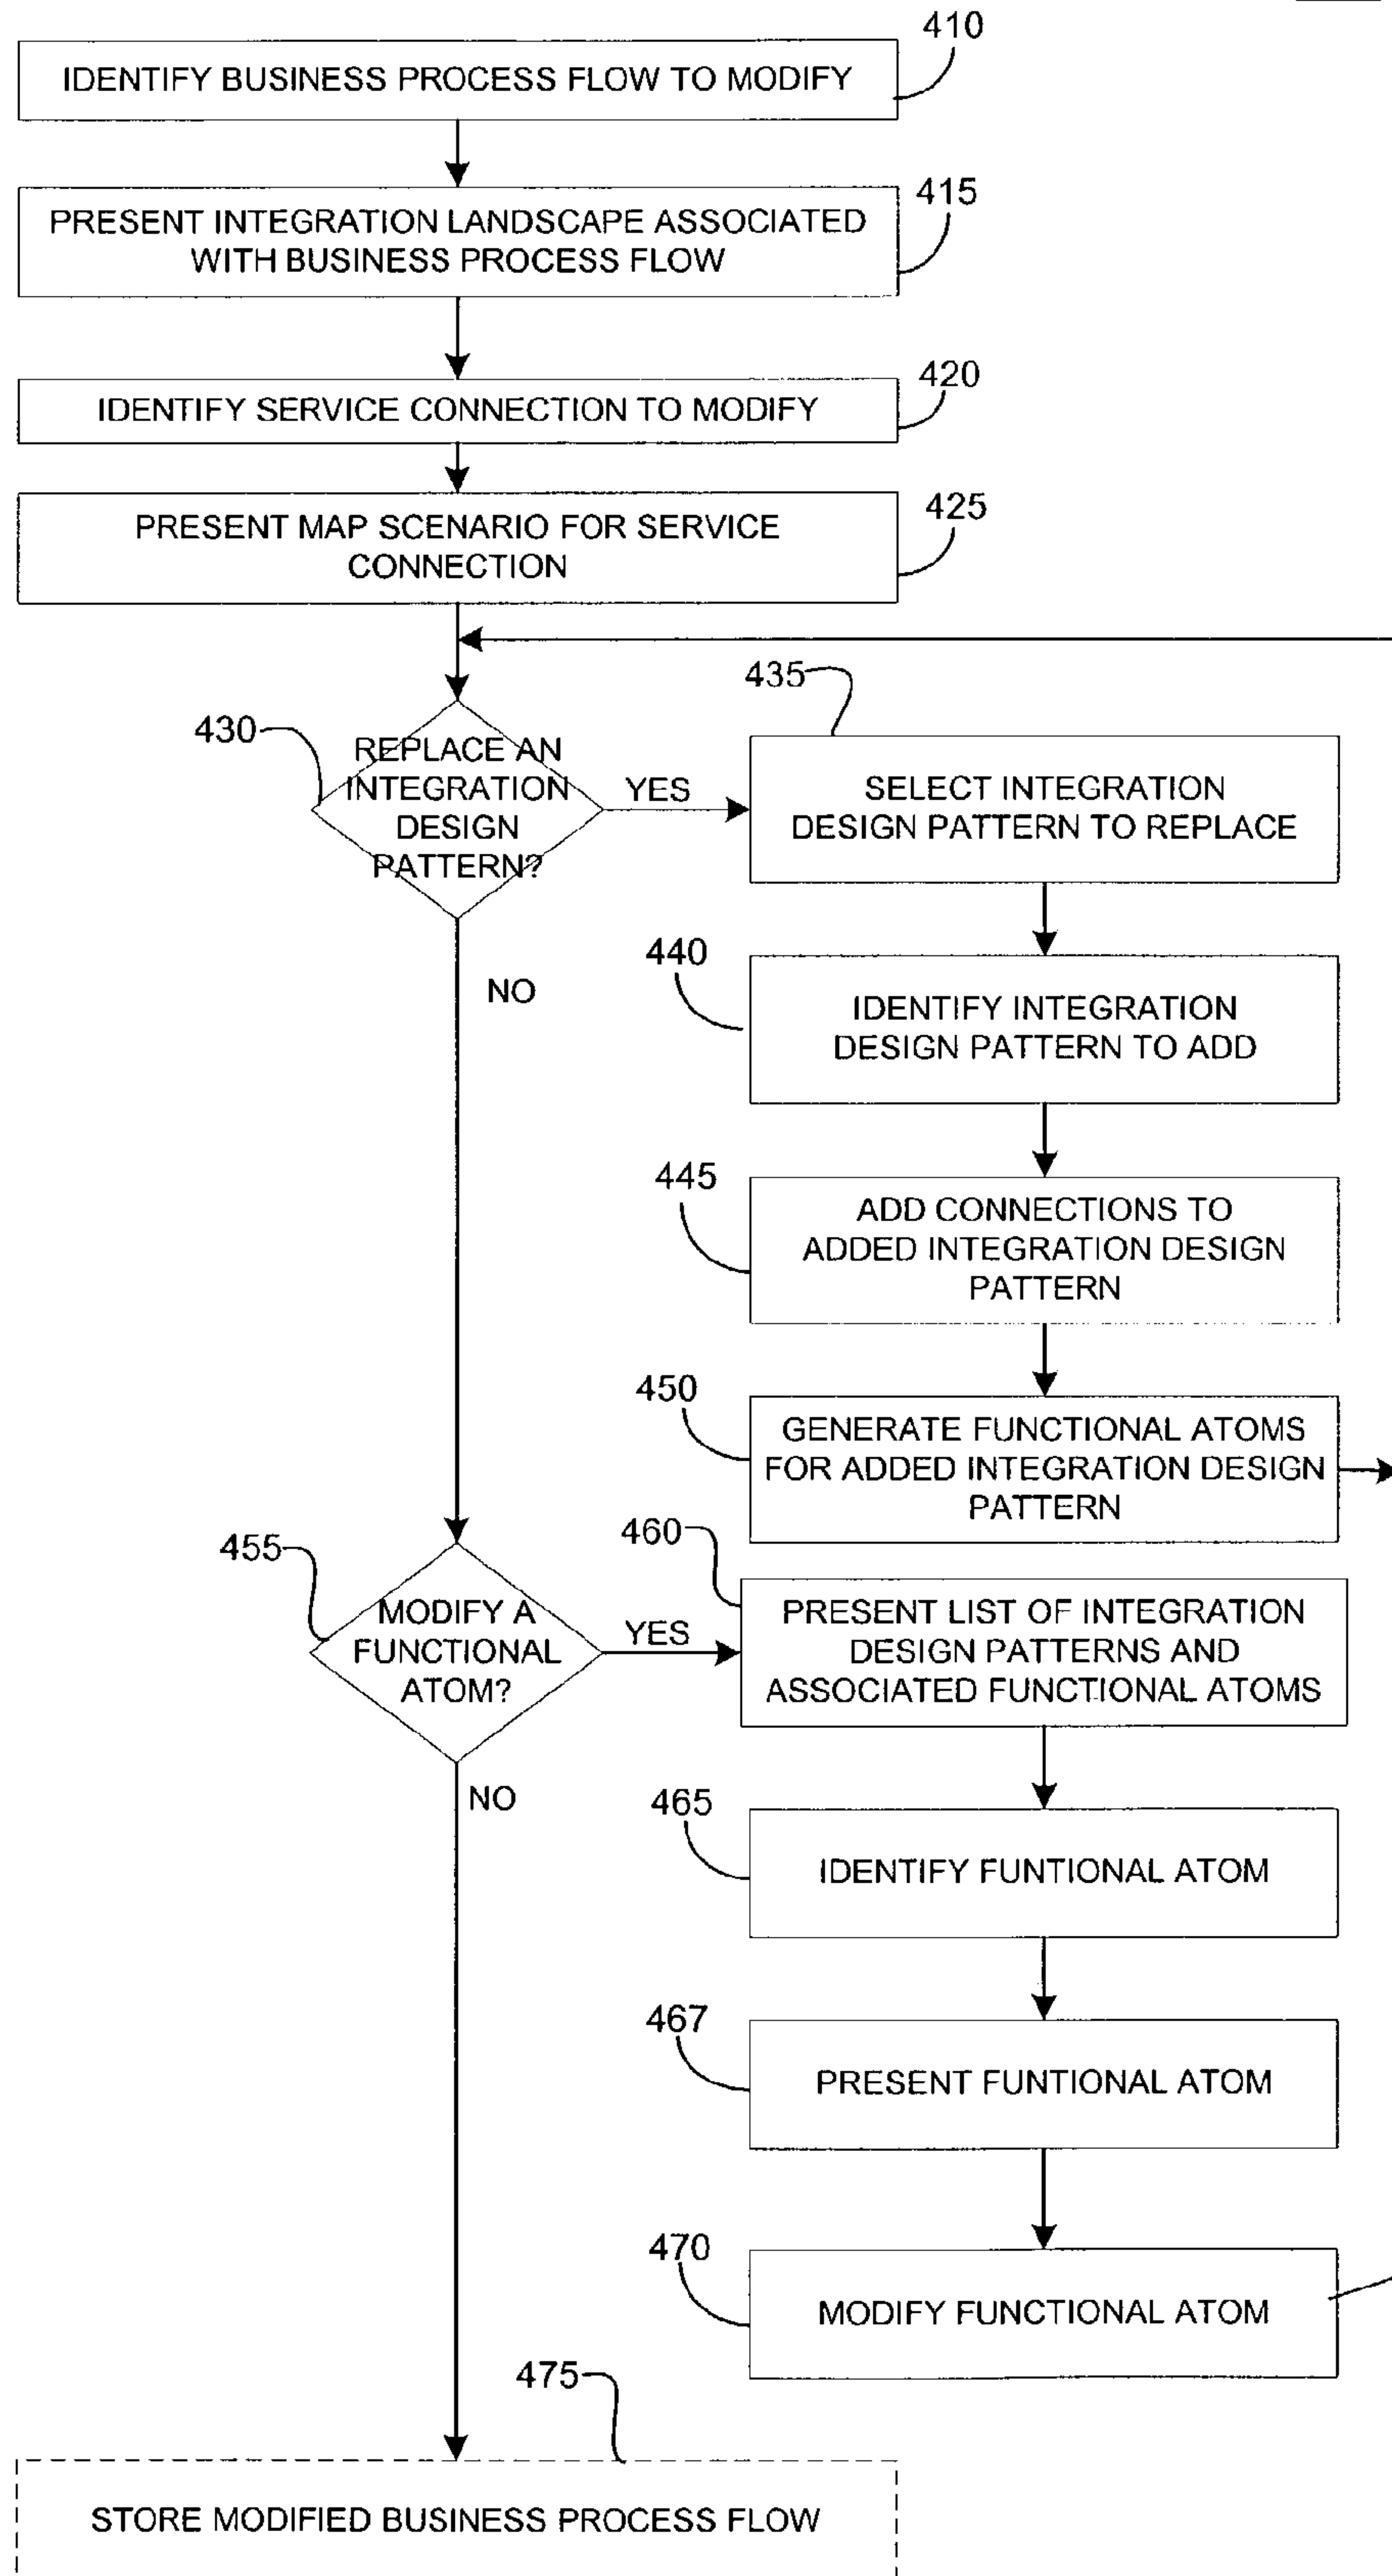 410
IDENTIFY BUSINESS PROCESS FLOW TO MODIFY
415
PRESENT INTEGRATION LANDSCAPE ASSOCIATED
WITH BUSINESS PROCESS FLOW
420
IDENTIFY SERVICE CONNECTION TO MODIFY
425
PRESENT MAP SCENARIO FOR SERVICE
CONNECTION
430
REPLACE AN
INTEGRATION
DESIGN
PATTERN?
YES
NO
435
SELECT INTEGRATION
DESIGN PATTERN TO REPLACE
440
IDENTIFY INTEGRATION
DESIGN PATTERN TO ADD
445
ADD CONNECTIONS TO
ADDED INTEGRATION DESIGN
PATTERN
450
GENERATE FUNCTIONAL ATOMS
FOR ADDED INTEGRATION DESIGN
PATTERN
455
MODIFY A
FUNCTIONAL
ATOM?
YES
NO
460
PRESENT LIST OF INTEGRATION
DESIGN PATTERNS AND
ASSOCIATED FUNCTIONAL ATOMS
465
IDENTIFY FUNTIONAL ATOM
467
PRESENT FUNTIONAL ATOM
470
MODIFY FUNCTIONAL ATOM
475
STORE MODIFIED BUSINESS PROCESS FLOW